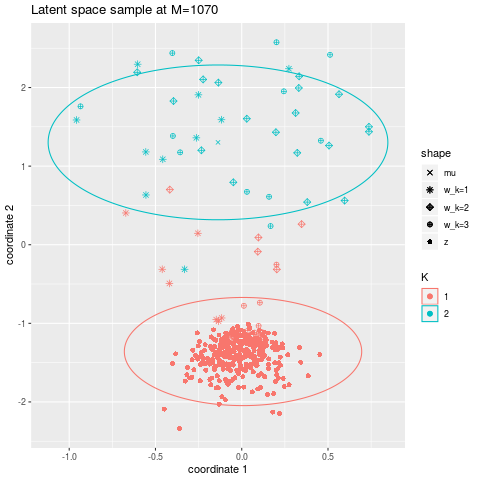 Latent space sample at M=1070
coordinate 2
2
1
0
-1
-2
-1.0
-0.5
0.0
0.5
coordinate 1
shape
mu
w_k=1
w_k=2
w_k=3
z
K
1
2